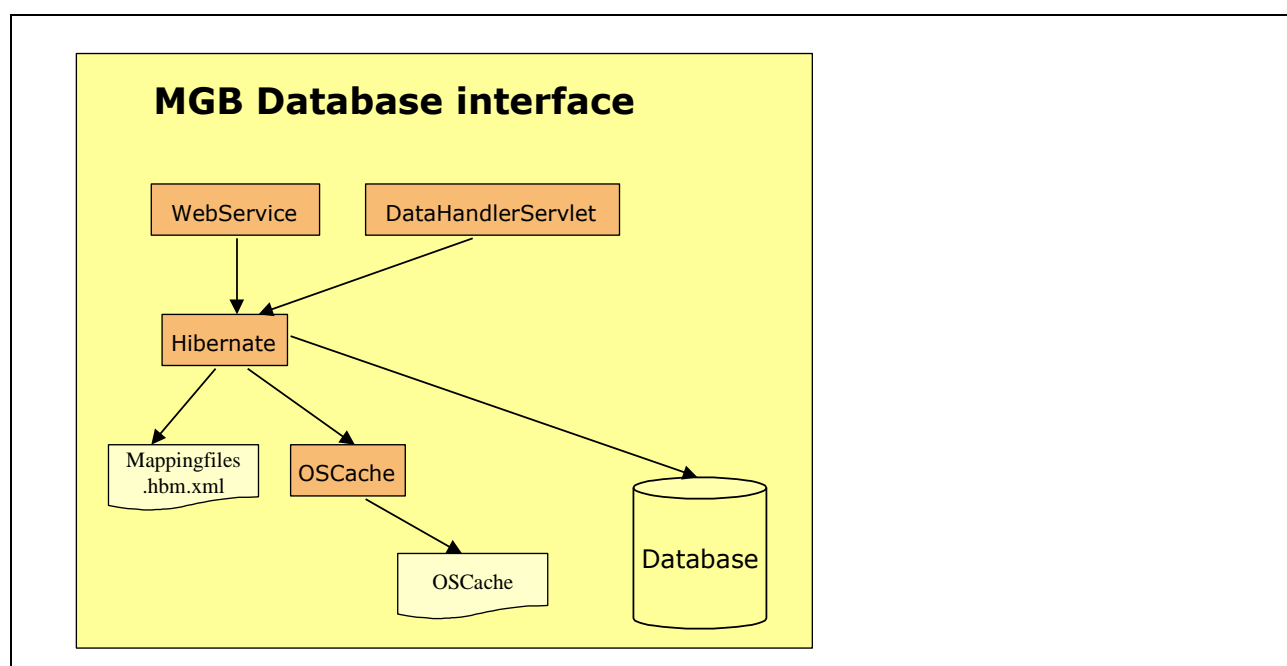 MGB Database interface
WebService
DataHandlerServlet
Hibernate
Mappingfiles
.hbm.xml
OSCache
OSCache
Database